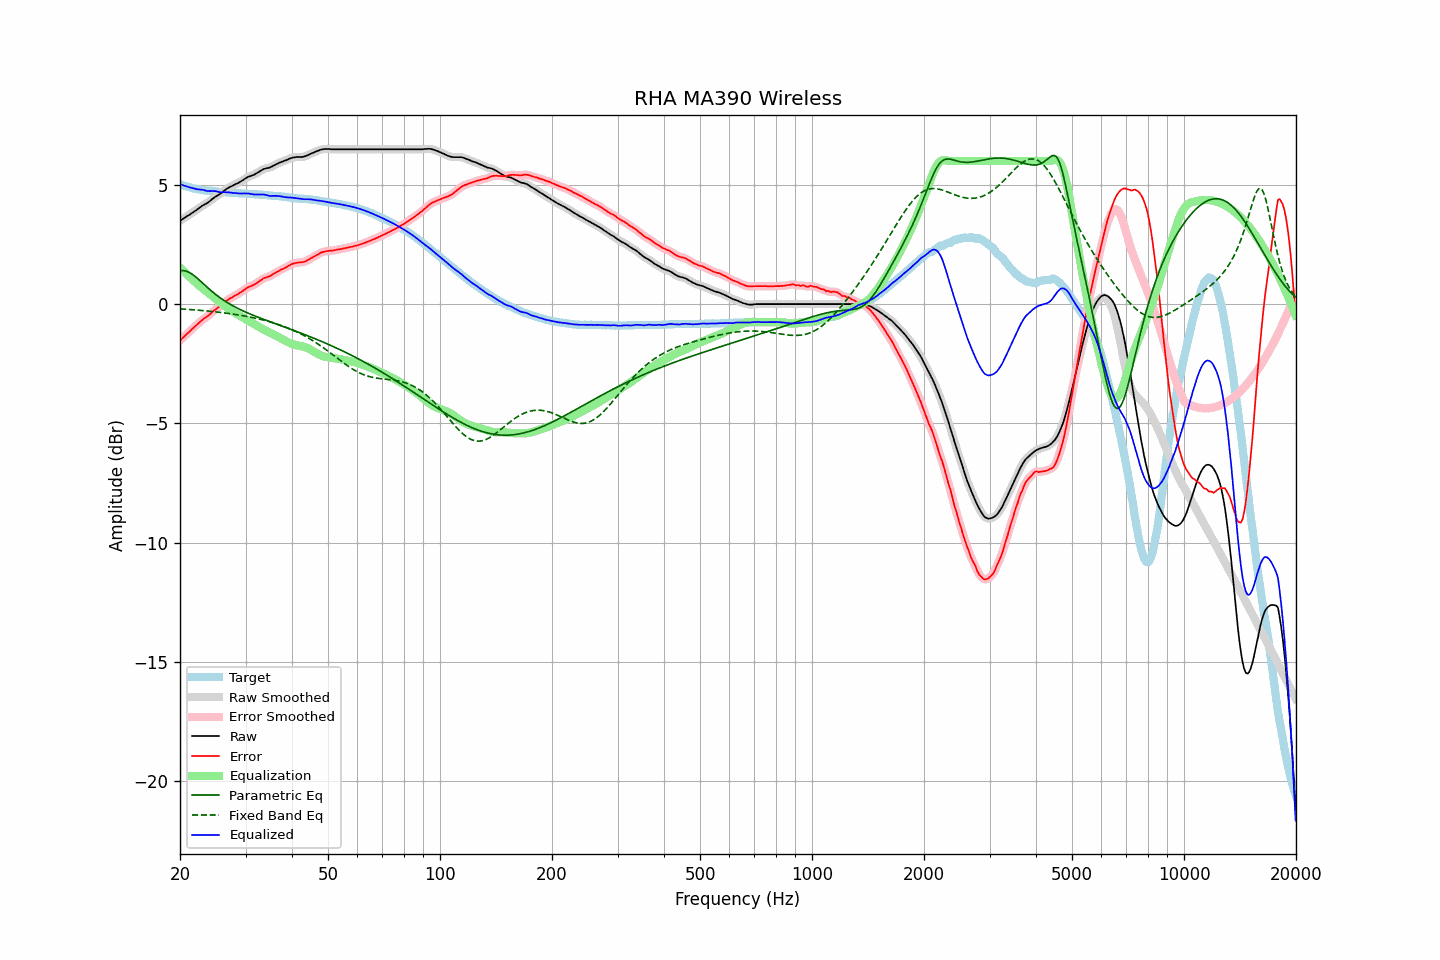 RHA MA390 Wireless
Amplitude (dBr)
5
0
−5
−10
−15
−20
Target
Raw Smoothed
Error Smoothed
Raw
Error
Equalization
Parametric Eq
Fixed Band Eq
Equalized
20
50
100
200
500
1000
2000
5000
10000
20000
Frequency (Hz)